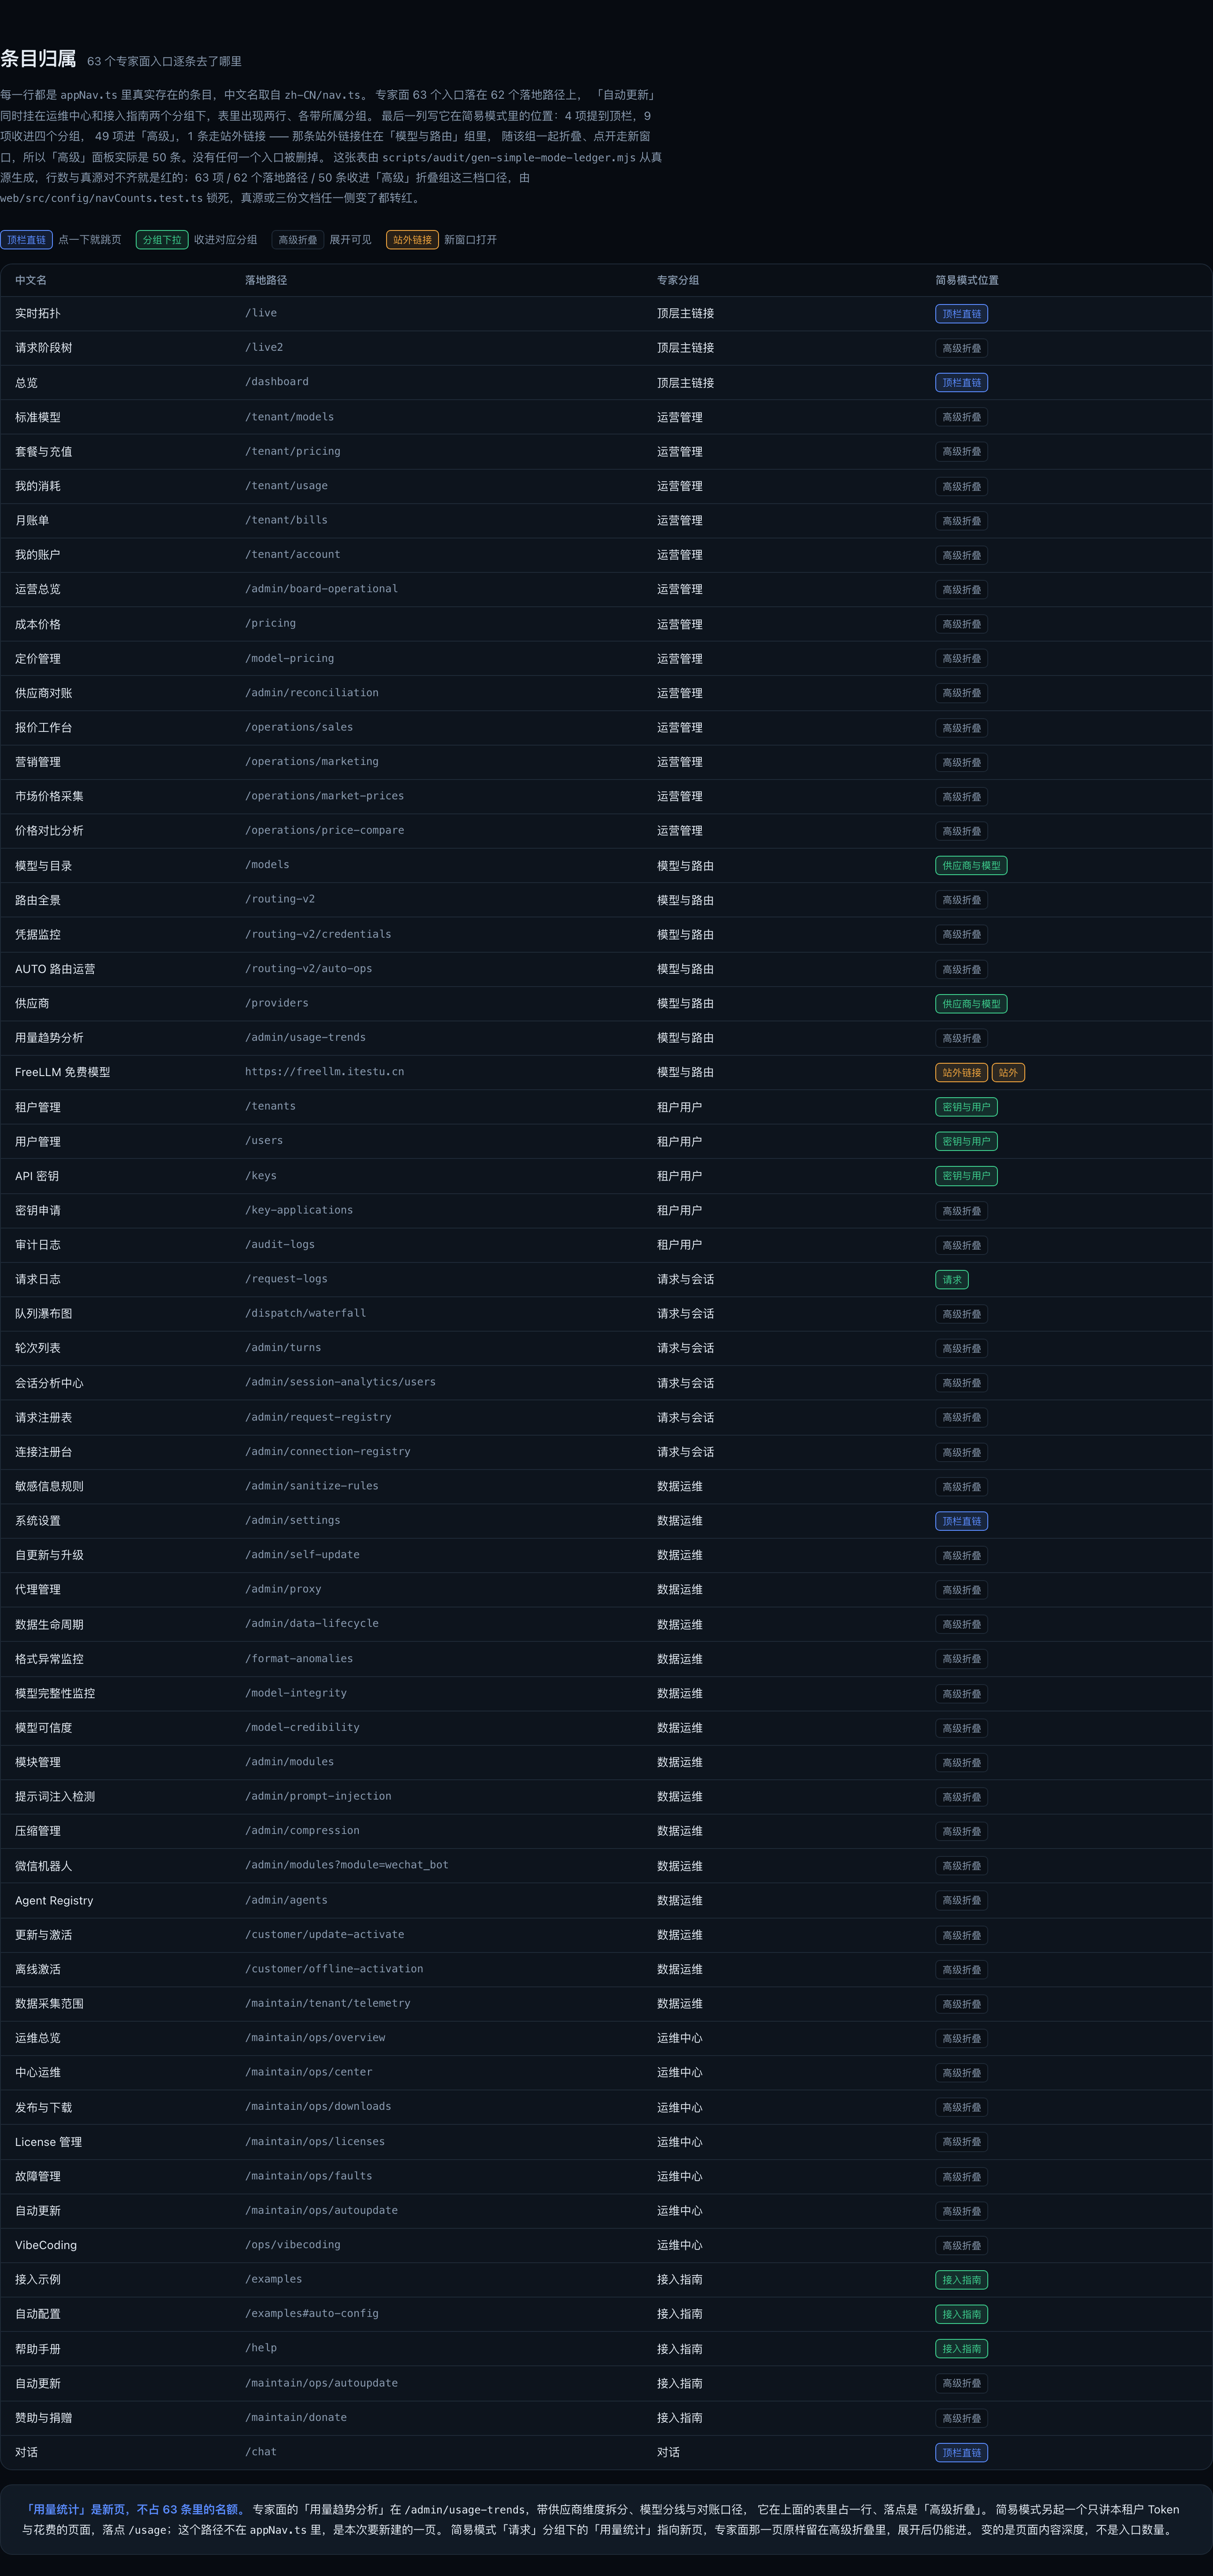 条目归属 63 个专家面入口逐条去了哪里
每一行都是 appNav.ts 里真实存在的条目，中文名取自 zh-CN/nav.ts。 专家面 63 个入口落在 62 个落地路径上， 「自动更新」
同时挂在运维中心和接入指南两个分组下，表里出现两行、各带所属分组。 最后一列写它在简易模式里的位置：4 项提到顶栏，9
项收进四个分组， 49 项进「高级」，1 条走站外链接 —— 那条站外链接住在「模型与路由」组里， 随该组一起折叠、点开走新窗
口，所以「高级」面板实际是 50 条。没有任何一个入口被删掉。 这张表由 scripts/audit/gen-simple-mode-ledger.mjs 从真
源生成，行数与真源对不齐就是红的；63 项 / 62 个落地路径 / 50 条收进「高级」折叠组这三档口径，由
web/src/config/navCounts.test.ts 锁死，真源或三份文档任一侧变了都转红。
顶栏直链 点一下就跳页 分组下拉 收进对应分组 高级折叠 展开可见 站外链接 新窗口打开
中文名 落地路径 专家分组 简易模式位置
实时拓扑 /live 顶层主链接 顶栏直链
请求阶段树 /live2 顶层主链接 高级折叠
总览 /dashboard 顶层主链接 顶栏直链
标准模型 /tenant/models 运营管理 高级折叠
套餐与充值 /tenant/pricing 运营管理 高级折叠
我的消耗 /tenant/usage 运营管理 高级折叠
月账单 /tenant/bills 运营管理 高级折叠
我的账户 /tenant/account 运营管理 高级折叠
运营总览 /admin/board-operational 运营管理 高级折叠
成本价格 /pricing 运营管理 高级折叠
定价管理 /model-pricing 运营管理 高级折叠
供应商对账 /admin/reconciliation 运营管理 高级折叠
报价工作台 /operations/sales 运营管理 高级折叠
营销管理 /operations/marketing 运营管理 高级折叠
市场价格采集 /operations/market-prices 运营管理 高级折叠
价格对比分析 /operations/price-compare 运营管理 高级折叠
模型与目录 /models 模型与路由 供应商与模型
路由全景 /routing-v2 模型与路由 高级折叠
凭据监控 /routing-v2/credentials 模型与路由 高级折叠
AUTO 路由运营 /routing-v2/auto-ops 模型与路由 高级折叠
供应商 /providers 模型与路由 供应商与模型
用量趋势分析 /admin/usage-trends 模型与路由 高级折叠
FreeLLM 免费模型 https://freellm.itestu.cn 模型与路由 站外链接 站外
租户管理 /tenants 租户用户 密钥与用户
用户管理 /users 租户用户 密钥与用户
API 密钥 /keys 租户用户 密钥与用户
密钥申请 /key-applications 租户用户 高级折叠
审计日志 /audit-logs 租户用户 高级折叠
请求日志 /request-logs 请求与会话 请求
队列瀑布图 /dispatch/waterfall 请求与会话 高级折叠
轮次列表 /admin/turns 请求与会话 高级折叠
会话分析中心 /admin/session-analytics/users 请求与会话 高级折叠
请求注册表 /admin/request-registry 请求与会话 高级折叠
连接注册台 /admin/connection-registry 请求与会话 高级折叠
敏感信息规则 /admin/sanitize-rules 数据运维 高级折叠
系统设置 /admin/settings 数据运维 顶栏直链
自更新与升级 /admin/self-update 数据运维 高级折叠
代理管理 /admin/proxy 数据运维 高级折叠
数据生命周期 /admin/data-lifecycle 数据运维 高级折叠
格式异常监控 /format-anomalies 数据运维 高级折叠
模型完整性监控 /model-integrity 数据运维 高级折叠
模型可信度 /model-credibility 数据运维 高级折叠
模块管理 /admin/modules 数据运维 高级折叠
提示词注入检测 /admin/prompt-injection 数据运维 高级折叠
压缩管理 /admin/compression 数据运维 高级折叠
微信机器人 /admin/modules?module=wechat_bot 数据运维 高级折叠
Agent Registry /admin/agents 数据运维 高级折叠
更新与激活 /customer/update-activate 数据运维 高级折叠
离线激活 /customer/offline-activation 数据运维 高级折叠
数据采集范围 /maintain/tenant/telemetry 数据运维 高级折叠
运维总览 /maintain/ops/overview 运维中心 高级折叠
中心运维 /maintain/ops/center 运维中心 高级折叠
发布与下载 /maintain/ops/downloads 运维中心 高级折叠
License 管理 /maintain/ops/licenses 运维中心 高级折叠
故障管理 /maintain/ops/faults 运维中心 高级折叠
自动更新 /maintain/ops/autoupdate 运维中心 高级折叠
VibeCoding /ops/vibecoding 运维中心 高级折叠
接入示例 /examples 接入指南 接入指南
自动配置 /examples#auto-config 接入指南 接入指南
帮助手册 /help 接入指南 接入指南
自动更新 /maintain/ops/autoupdate 接入指南 高级折叠
赞助与捐赠 /maintain/donate 接入指南 高级折叠
对话 /chat 对话 顶栏直链
「用量统计」是新页，不占 63 条里的名额。 专家面的「用量趋势分析」在 /admin/usage-trends，带供应商维度拆分、模型分线与对账口径， 它在上面的表里占一行、落点是「高级折叠」。 简易模式另起一个只讲本租户 Token
与花费的页面，落点 /usage；这个路径不在 appNav.ts 里，是本次要新建的一页。 简易模式「请求」分组下的「用量统计」指向新页，专家面那一页原样留在高级折叠里，展开后仍能进。 变的是页面内容深度，不是入口数量。